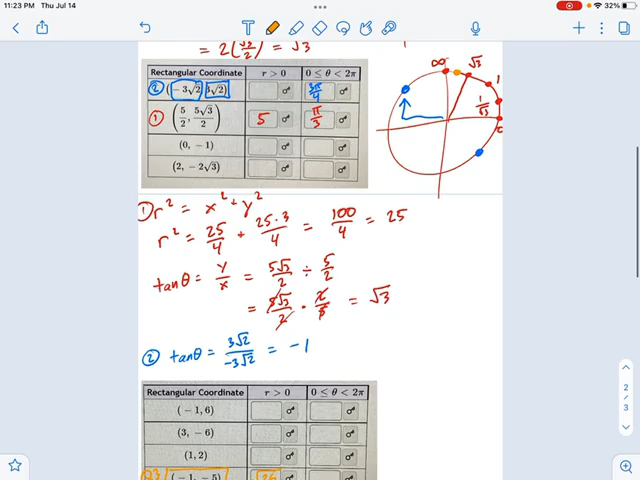 11:23 PM Thu Jul 14
32%
= 2 (√3/2) = √3
Rectangular Coordinate r > 0 0 ≤ θ < 2π
② (-3√2, 3√2) 3π/4
① (5/2, 5√3/2) 5 π/3
(0, -1)
(2, -2√3)
∞ √3 1 1/√3
① r² = x² + y²
r² = 25/4 + 25·3/4 = 100/4 = 25
tanθ = y/x = 5√3/2 ÷ 5/2
= 5√3/2 · 2/5 = √3
② tanθ = 3√2/-3√2 = -1
Rectangular Coordinate r > 0 0 ≤ θ < 2π
(-1, 6)
(3, -6)
(1, 2)
(-1, -5) √26
2
/
3